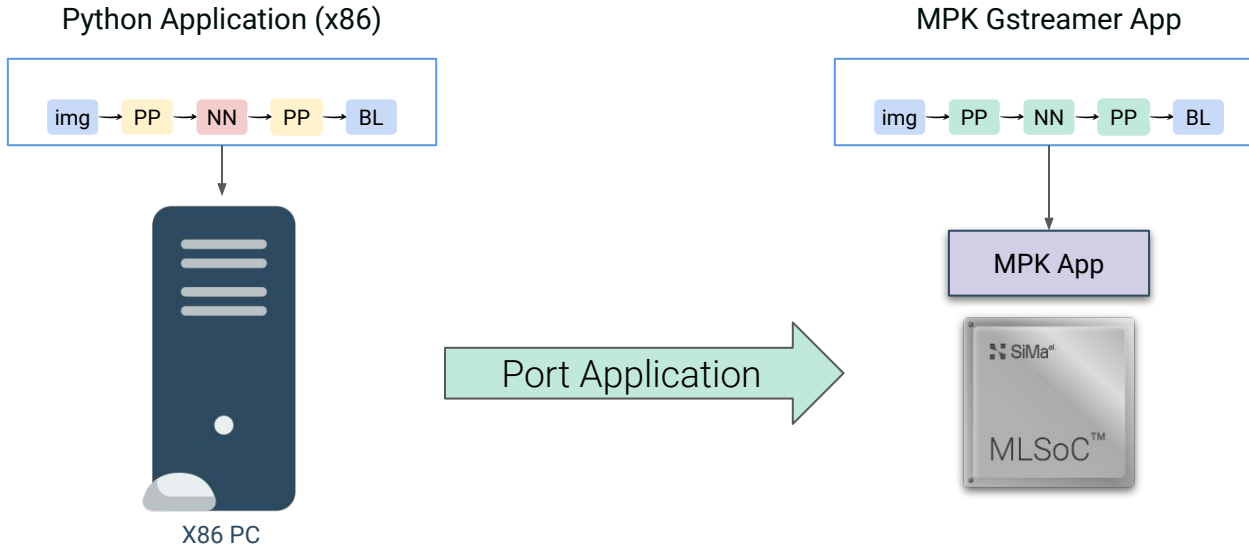 Python Application (x86)
MPK Gstreamer App
img PP NN PP BL
img PP NN PP BL
MPK App
SiMa ai.
Port Application
MLSoC™
X86 PC